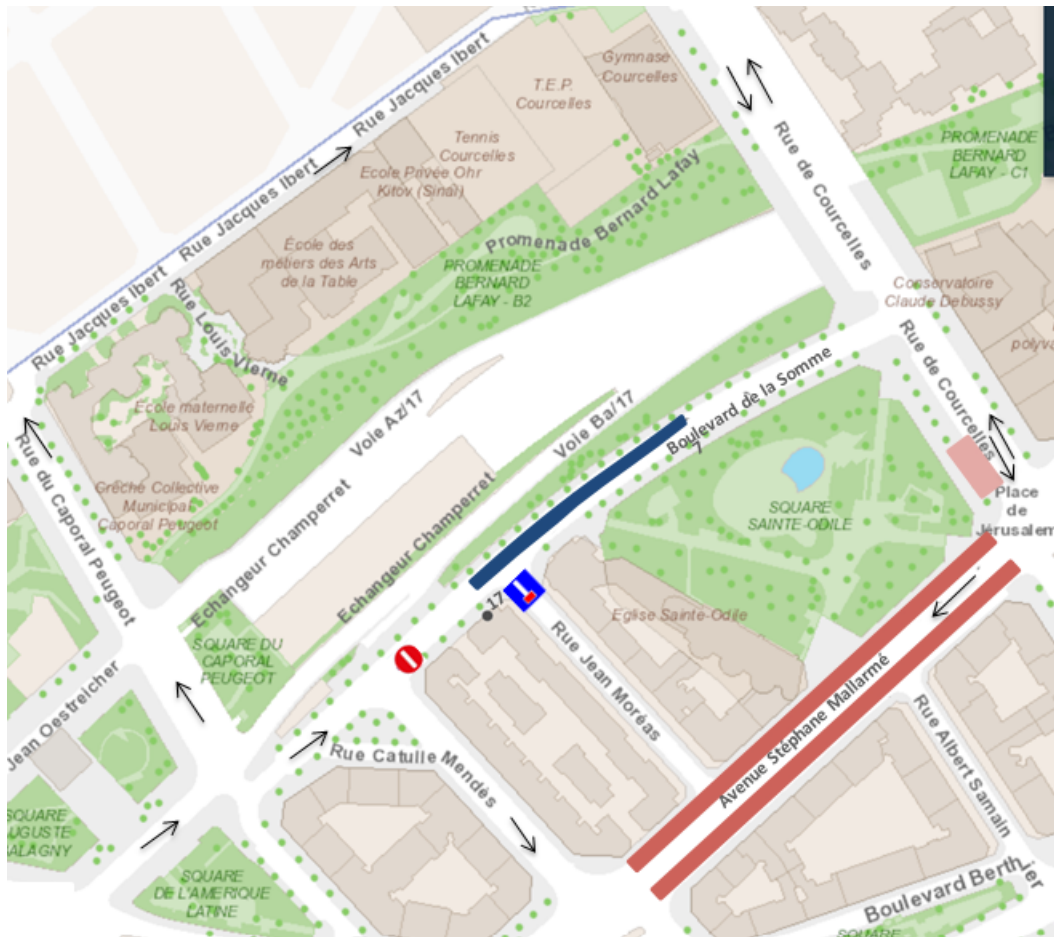 Rue Jacques Ibert
Gymnase
Courcelles
T.E.P.
Courcelles
Tennis
Courcelles
Ecole Privée Ohr
Kitov (Sinaï)
Rue Jacques Ibert
Rue de Courcelles
PROMENADE
BERNARD
LAFAY - C1
Promenade Bernard Lafay
École des
métiers des Arts
de la Table
PROMENADE
BERNARD
LAFAY - B2
Rue Jacques Ibert
Rue Louis Vierne
Conservatoire
Claude Debussy
polyva
Rue de Courcelles
École maternelle
Louis Vierne
Voie Az/17
Voie Ba/17
Boulevard de la Somme
7
Rue du Caporal Peugeot
Crèche Collective
Municipal
Caporal Peugeot
Echangeur Champerret
Echangeur Champerret
SQUARE
SAINTE-ODILE
Place
de
Jérusalem
17
Eglise Sainte-Odile
SQUARE DU
CAPORAL
PEUGEOT
Rue Jean Moréas
Jean Oestreicher
Avenue Stéphane Mallarmé
Rue Catulle Mendès
Rue Albert Samain
SQUARE
AUGUSTE
BALAGNY
SQUARE
DE L'AMERIQUE
LATINE
Boulevard Berthier
SQUARE